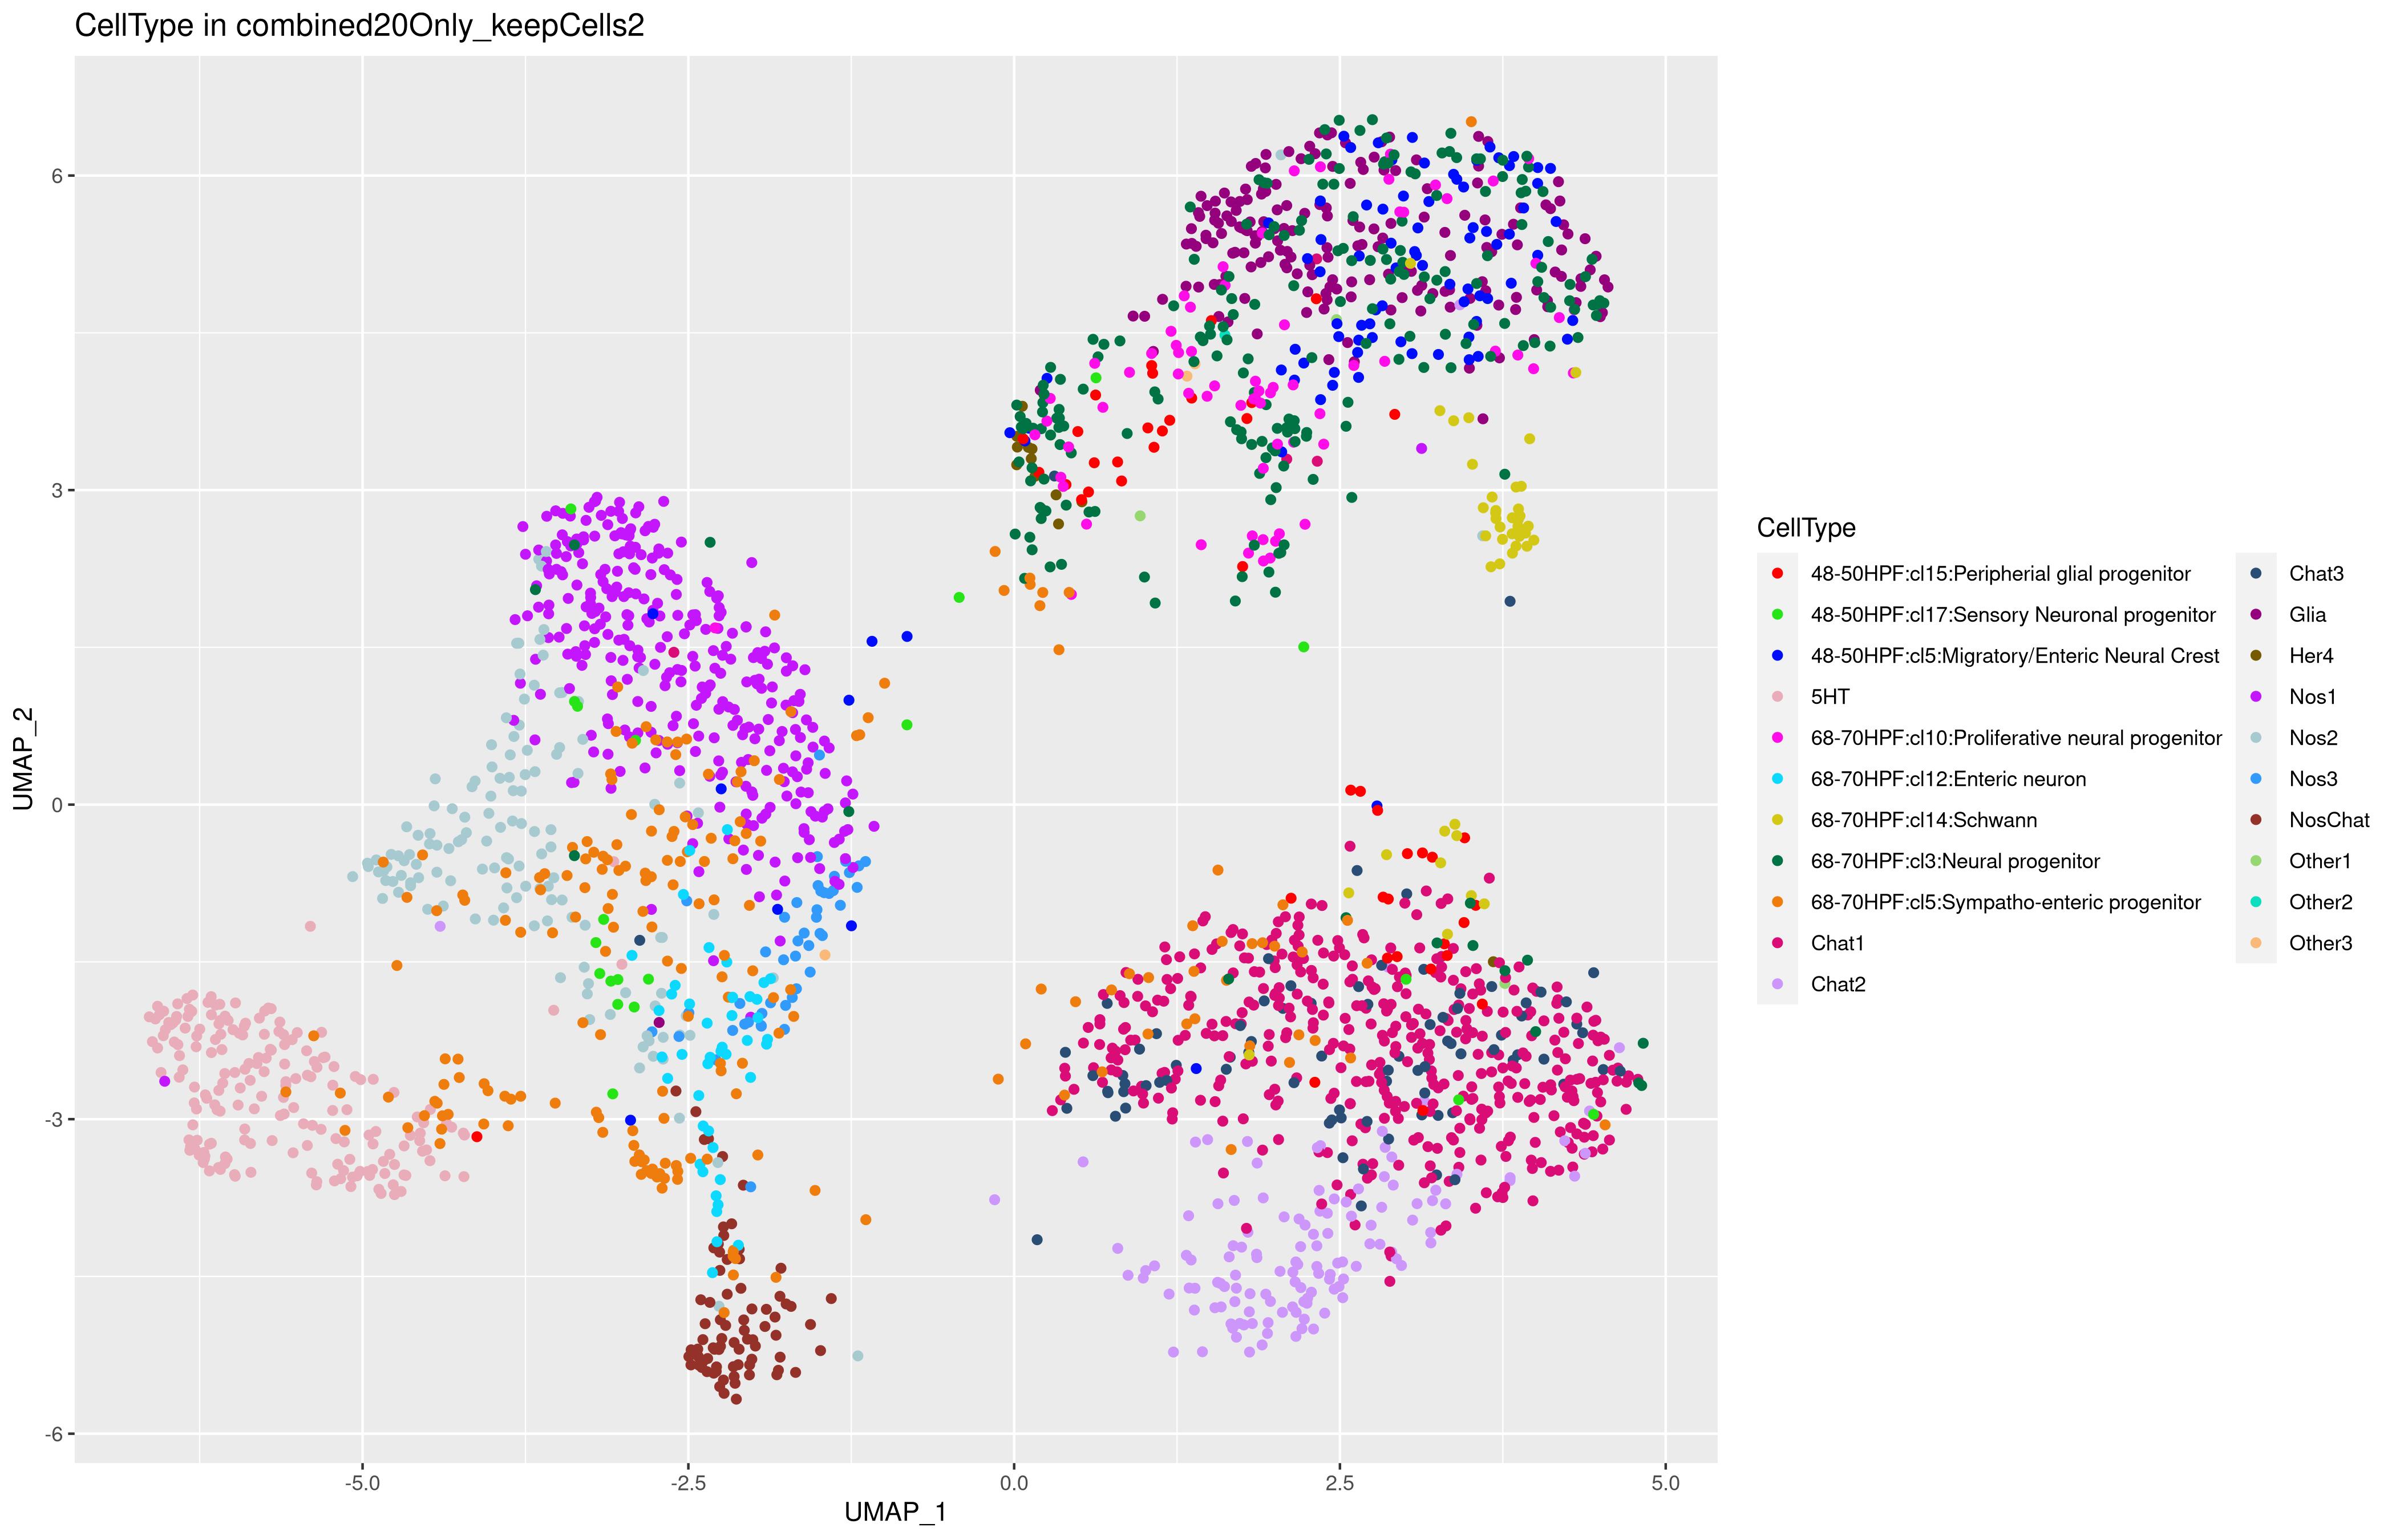 CellType in combined20Only_keepCells2
UMAP_2
6
3
0
-3
-6
-5.0
-2.5
0.0
2.5
5.0
UMAP_1
CellType
48-50HPF:cl15:Peripherial glial progenitor
48-50HPF:cl17:Sensory Neuronal progenitor
48-50HPF:cl5:Migratory/Enteric Neural Crest
5HT
68-70HPF:cl10:Proliferative neural progenitor
68-70HPF:cl12:Enteric neuron
68-70HPF:cl14:Schwann
68-70HPF:cl3:Neural progenitor
68-70HPF:cl5:Sympatho-enteric progenitor
Chat1
Chat2
Chat3
Glia
Her4
Nos1
Nos2
Nos3
NosChat
Other1
Other2
Other3